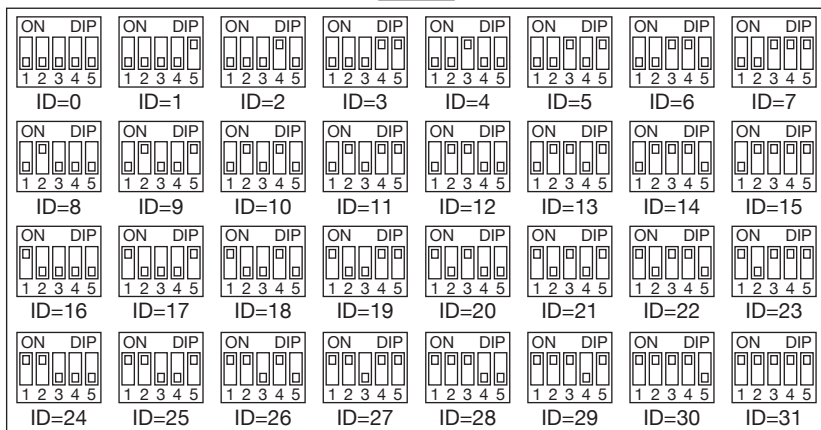 ON DIP ON DIP ON DIP ON DIP ON DIP ON DIP ON DIP ON DIP
1 2 3 4 5 1 2 3 4 5 1 2 3 4 5 1 2 3 4 5 1 2 3 4 5 1 2 3 4 5 1 2 3 4 5 1 2 3 4 5
ID=0 ID=1 ID=2 ID=3 ID=4 ID=5 ID=6 ID=7
ON DIP ON DIP ON DIP ON DIP ON DIP ON DIP ON DIP ON DIP
1 2 3 4 5 1 2 3 4 5 1 2 3 4 5 1 2 3 4 5 1 2 3 4 5 1 2 3 4 5 1 2 3 4 5 1 2 3 4 5
ID=8 ID=9 ID=10 ID=11 ID=12 ID=13 ID=14 ID=15
ON DIP ON DIP ON DIP ON DIP ON DIP ON DIP ON DIP ON DIP
1 2 3 4 5 1 2 3 4 5 1 2 3 4 5 1 2 3 4 5 1 2 3 4 5 1 2 3 4 5 1 2 3 4 5 1 2 3 4 5
ID=16 ID=17 ID=18 ID=19 ID=20 ID=21 ID=22 ID=23
ON DIP ON DIP ON DIP ON DIP ON DIP ON DIP ON DIP ON DIP
1 2 3 4 5 1 2 3 4 5 1 2 3 4 5 1 2 3 4 5 1 2 3 4 5 1 2 3 4 5 1 2 3 4 5 1 2 3 4 5
ID=24 ID=25 ID=26 ID=27 ID=28 ID=29 ID=30 ID=31